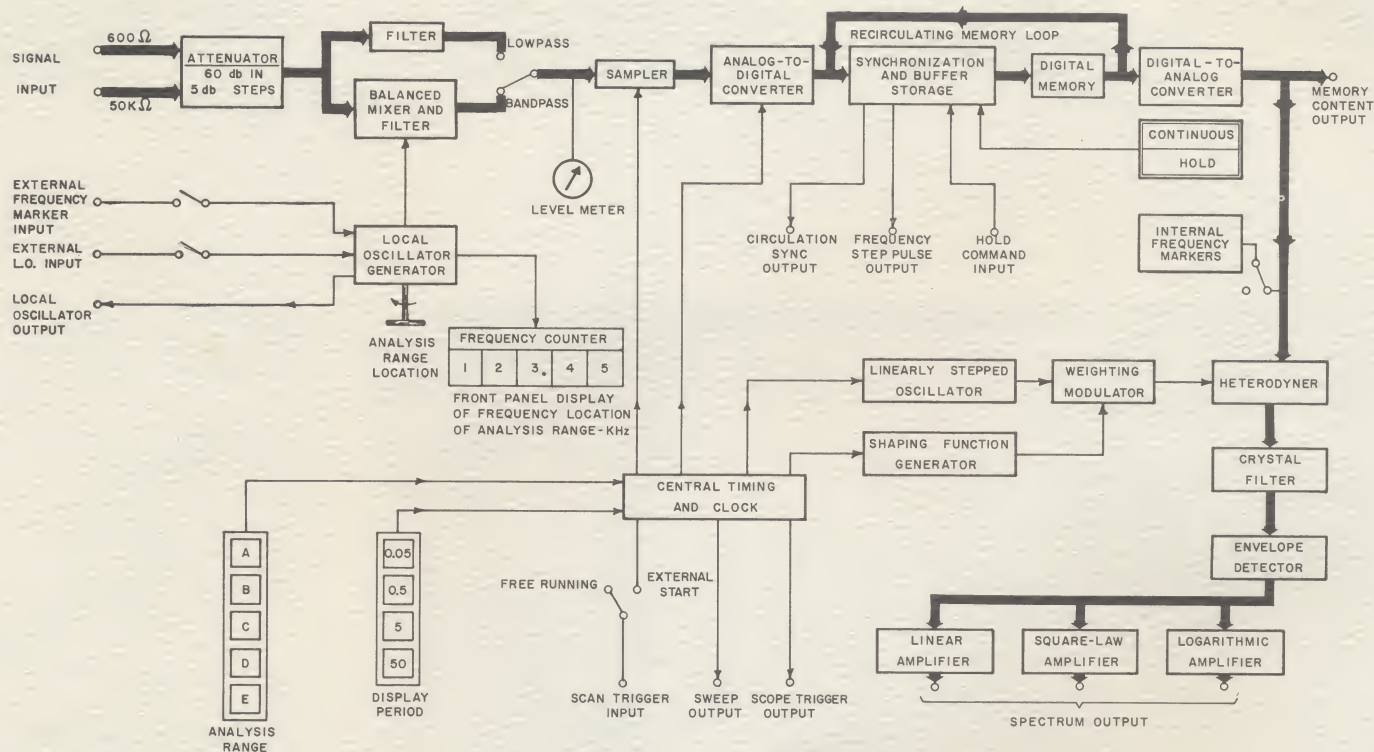 SIGNAL
INPUT
600Ω
50KΩ
ATTENUATOR
60 db IN
5 db STEPS
FILTER
BALANCED
MIXER AND
FILTER
LOWPASS
BANDPASS
LEVEL METER
SAMPLER
ANALOG-TO-
DIGITAL
CONVERTER
RECIRCULATING MEMORY LOOP
SYNCHRONIZATION
AND BUFFER
STORAGE
DIGITAL
MEMORY
DIGITAL-TO-
ANALOG
CONVERTER
MEMORY
CONTENT
OUTPUT
CONTINUOUS
HOLD
EXTERNAL
FREQUENCY
MARKER
INPUT
EXTERNAL
L.O. INPUT
LOCAL
OSCILLATOR
OUTPUT
LOCAL
OSCILLATOR
GENERATOR
ANALYSIS
RANGE
LOCATION
FREQUENCY COUNTER
1 2 3. 4 5
FRONT PANEL DISPLAY
OF FREQUENCY LOCATION
OF ANALYSIS RANGE-KHz
CIRCULATION
SYNC
OUTPUT
FREQUENCY
STEP PULSE
OUTPUT
HOLD
COMMAND
INPUT
INTERNAL
FREQUENCY
MARKERS
LINEARLY STEPPED
OSCILLATOR
WEIGHTING
MODULATOR
HETERODYNER
SHAPING FUNCTION
GENERATOR
CRYSTAL
FILTER
CENTRAL TIMING
AND CLOCK
ENVELOPE
DETECTOR
A
B
C
D
E
ANALYSIS
RANGE
0.05
0.5
5
50
DISPLAY
PERIOD
FREE RUNNING
EXTERNAL
START
SCAN TRIGGER
INPUT
SWEEP
OUTPUT
SCOPE TRIGGER
OUTPUT
LINEAR
AMPLIFIER
SQUARE-LAW
AMPLIFIER
LOGARITHMIC
AMPLIFIER
SPECTRUM OUTPUT